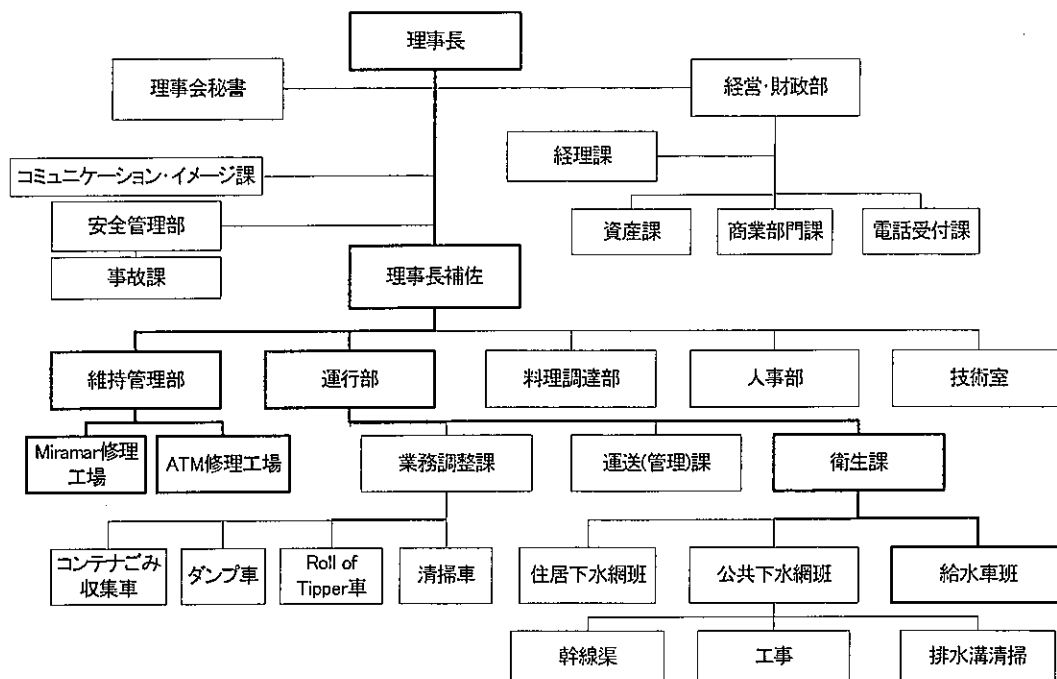 理事長
理事会秘書
経営・財政部
経理課
コミュニケーション・イメージ課
安全管理部
資産課
商業部門課
電話受付課
事故課
理事長補佐
維持管理部
運行部
料理調達部
人事部
技術室
Miramar修理
工場
ATM修理工場
業務調整課
運送(管理)課
衛生課
コンテナごみ
収集車
ダンプ車
Roll of
Tipper車
清掃車
住居下水網班
公共下水網班
給水車班
幹線渠
工事
排水溝清掃